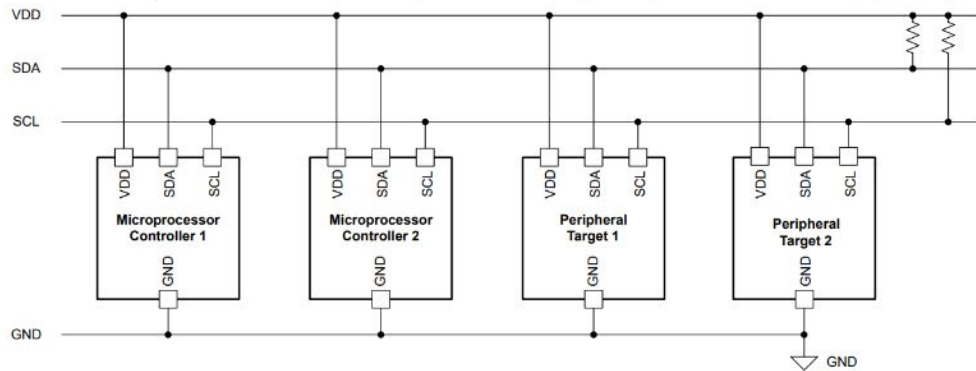 VDD
SDA
SCL
VDD
SDA
SCL
Microprocessor
Controller 1
GND
VDD
SDA
SCL
Microprocessor
Controller 2
GND
VDD
SDA
SCL
Peripheral
Target 1
GND
VDD
SDA
SCL
Peripheral
Target 2
GND
GND
GND